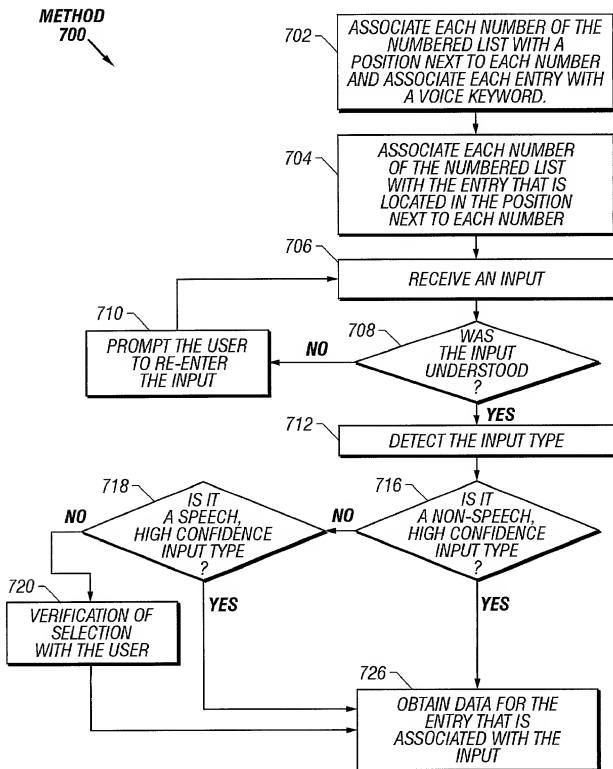 METHOD
700
702
ASSOCIATE EACH NUMBER OF THE
NUMBERED LIST WITH A
POSITION NEXT TO EACH NUMBER
AND ASSOCIATE EACH ENTRY WITH
A VOICE KEYWORD.
704
ASSOCIATE EACH NUMBER
OF THE NUMBERED LIST
WITH THE ENTRY THAT IS
LOCATED IN THE POSITION
NEXT TO EACH NUMBER
706
RECEIVE AN INPUT
710
PROMPT THE USER
TO RE-ENTER
THE INPUT
NO
708
WAS
THE INPUT
UNDERSTOOD
?
YES
712
DETECT THE INPUT TYPE
716
IS IT
A NON-SPEECH,
HIGH CONFIDENCE
INPUT TYPE
?
NO
YES
718
IS IT
A SPEECH,
HIGH CONFIDENCE
INPUT TYPE
?
NO
YES
720
VERIFICATION OF
SELECTION
WITH THE USER
726
OBTAIN DATA FOR THE
ENTRY THAT IS
ASSOCIATED WITH THE
INPUT